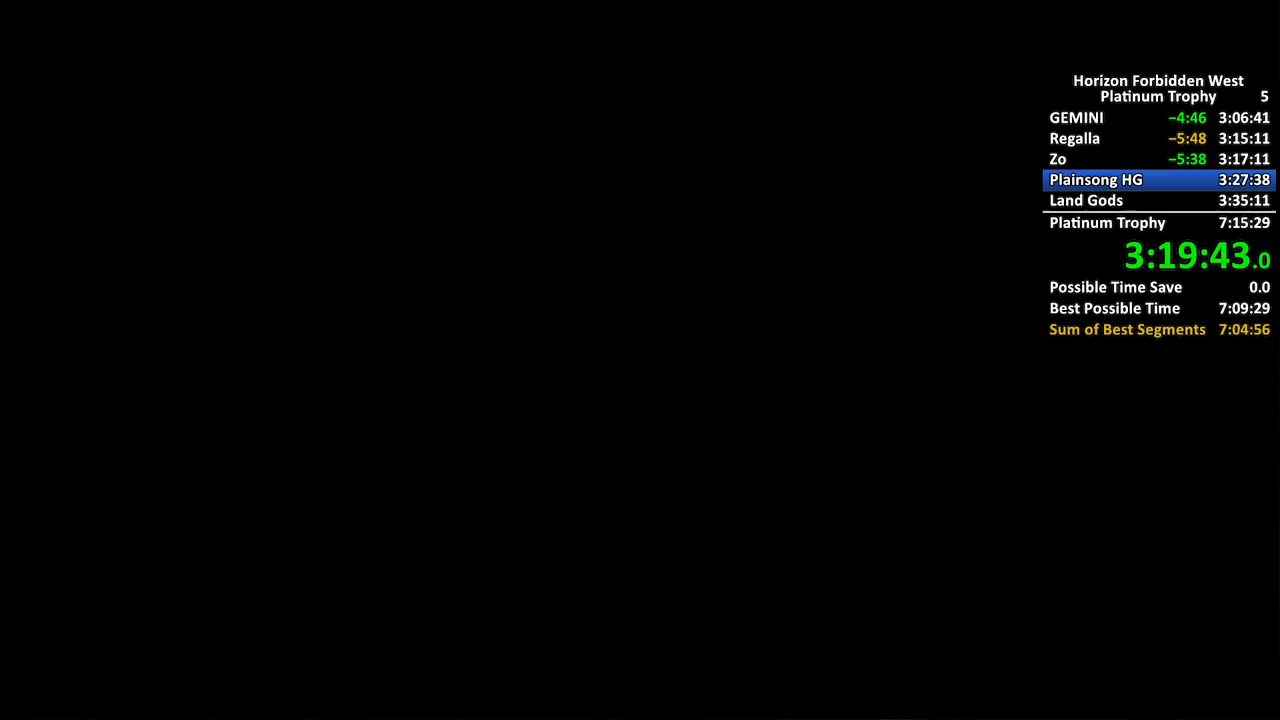 Horizon Forbidden West
Platinum Trophy 5
GEMINI −4:46 3:06:41
Regalla −5:48 3:15:11
Zo −5:38 3:17:11
Plainsong HG 3:27:38
Land Gods 3:35:11
Platinum Trophy 7:15:29
3:19:43.0
Possible Time Save 0.0
Best Possible Time 7:09:29
Sum of Best Segments 7:04:56